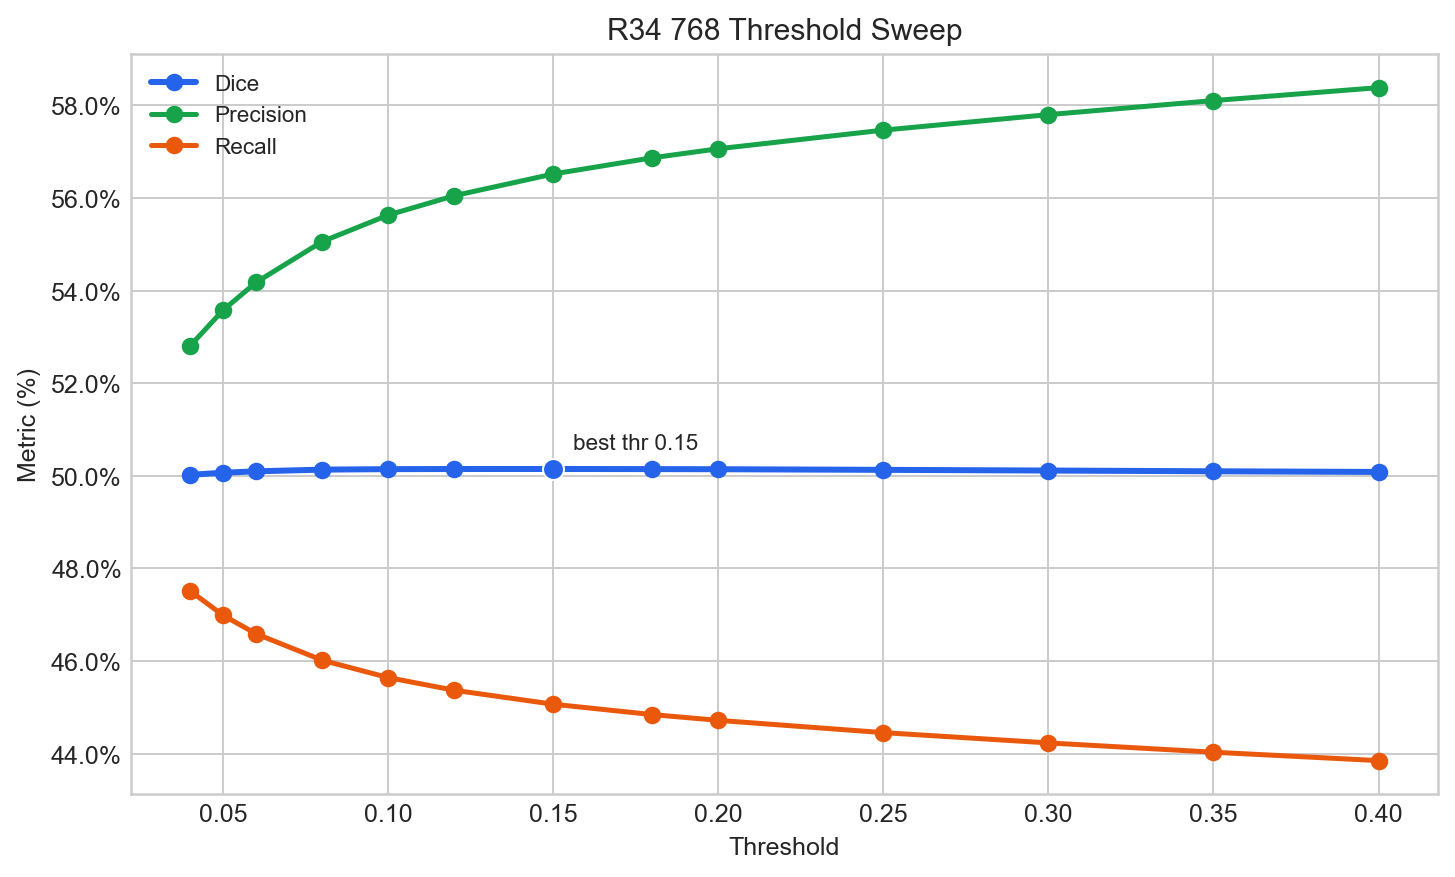 R34 768 Threshold Sweep
Dice
Precision
Recall
58.0%
56.0%
54.0%
52.0%
50.0%
48.0%
46.0%
44.0%
Metric (%)
best thr 0.15
0.05 0.10 0.15 0.20 0.25 0.30 0.35 0.40
Threshold